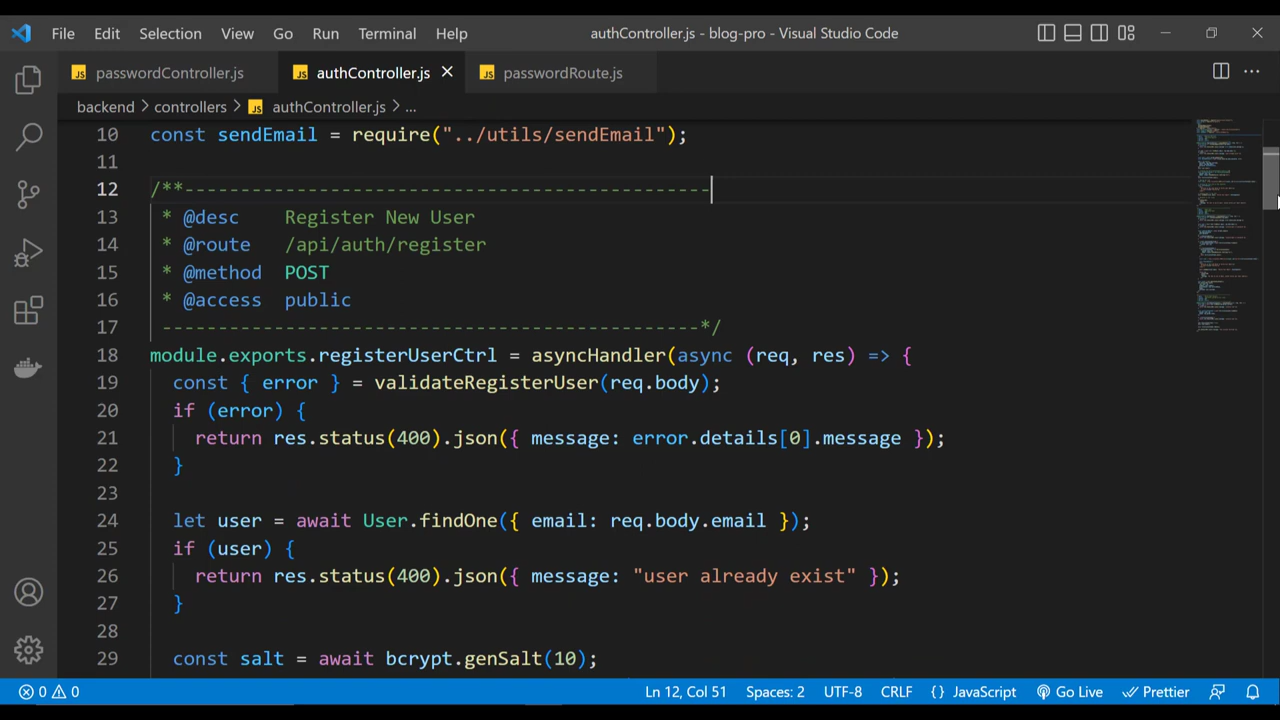 File Edit Selection View Go Run Terminal Help authController.js - blog-pro - Visual Studio Code
JS passwordController.js JS authController.js JS passwordRoute.js
backend > controllers > JS authController.js > ...
10 const sendEmail = require("../utils/sendEmail");
11
12 /**-----------------------------------------------
13 * @desc Register New User
14 * @route /api/auth/register
15 * @method POST
16 * @access public
17 ------------------------------------------------*/
18 module.exports.registerUserCtrl = asyncHandler(async (req, res) => {
19 const { error } = validateRegisterUser(req.body);
20 if (error) {
21 return res.status(400).json({ message: error.details[0].message });
22 }
23
24 let user = await User.findOne({ email: req.body.email });
25 if (user) {
26 return res.status(400).json({ message: "user already exist" });
27 }
28
29 const salt = await bcrypt.genSalt(10);
0 0 Ln 12, Col 51 Spaces: 2 UTF-8 CRLF {} JavaScript Go Live Prettier